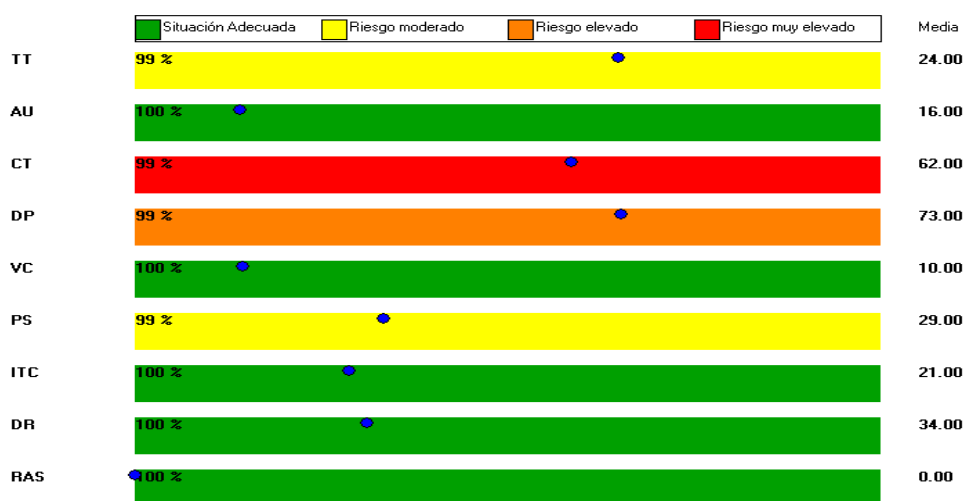 Situación Adecuada Riesgo moderado Riesgo elevado Riesgo muy elevado Media
TT 99 % 24.00
AU 100 % 16.00
CT 99 % 62.00
DP 99 % 73.00
VC 100 % 10.00
PS 99 % 29.00
ITC 100 % 21.00
DR 100 % 34.00
RAS 100 % 0.00